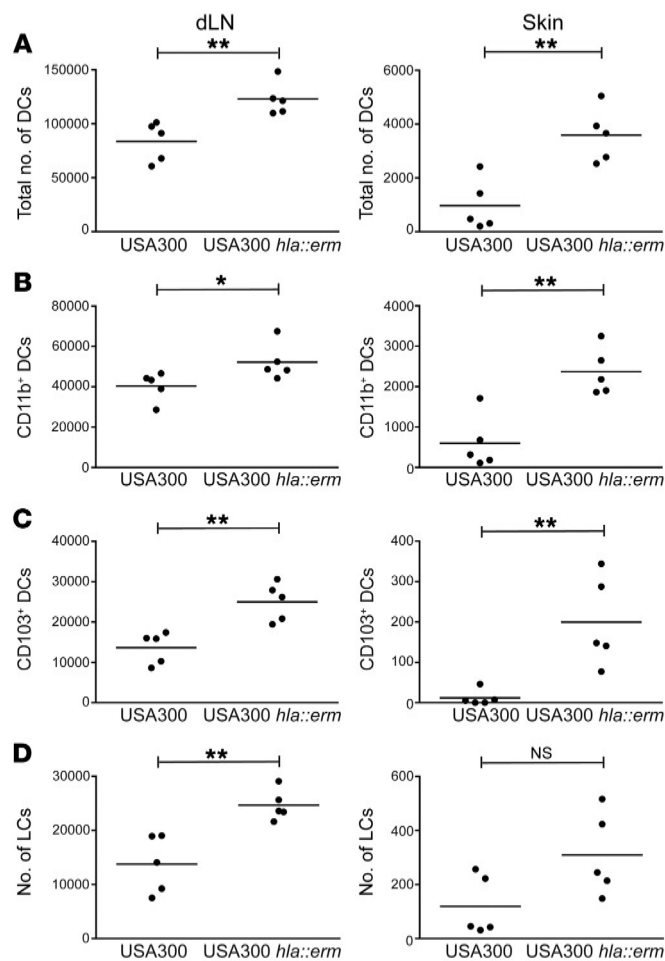 dLN Skin
A
** **
Total no. of DCs
150000
100000
50000
0
USA300 USA300 hla::erm
Total no. of DCs
6000
4000
2000
0
USA300 USA300 hla::erm
B
* **
CD11b⁺ DCs
80000
60000
40000
20000
0
USA300 USA300 hla::erm
CD11b⁺ DCs
4000
3000
2000
1000
0
USA300 USA300 hla::erm
C
** **
CD103⁺ DCs
40000
30000
20000
10000
0
USA300 USA300 hla::erm
CD103⁺ DCs
400
300
200
100
0
USA300 USA300 hla::erm
D
** NS
No. of LCs
30000
20000
10000
0
USA300 USA300 hla::erm
No. of LCs
600
400
200
0
USA300 USA300 hla::erm